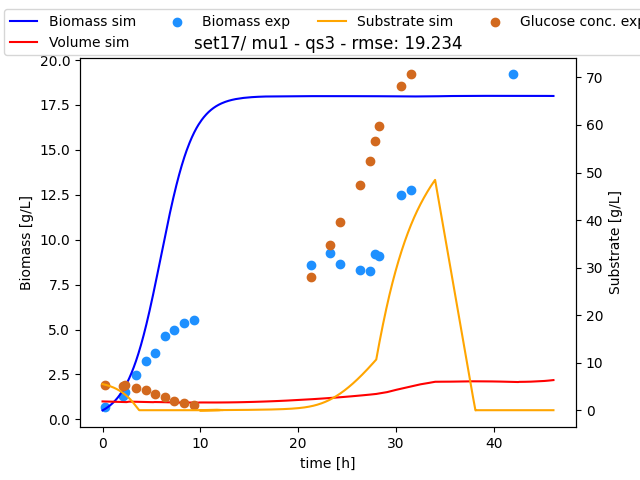 Biomass sim Biomass exp Substrate sim Glucose conc. exp
Volume sim
set17/ mu1 - qs3 - rmse: 19.234
20.0
17.5
15.0
12.5
10.0
7.5
5.0
2.5
0.0
Biomass [g/L]
70
60
50
40
30
20
10
0
Substrate [g/L]
0 10 20 30 40
time [h]